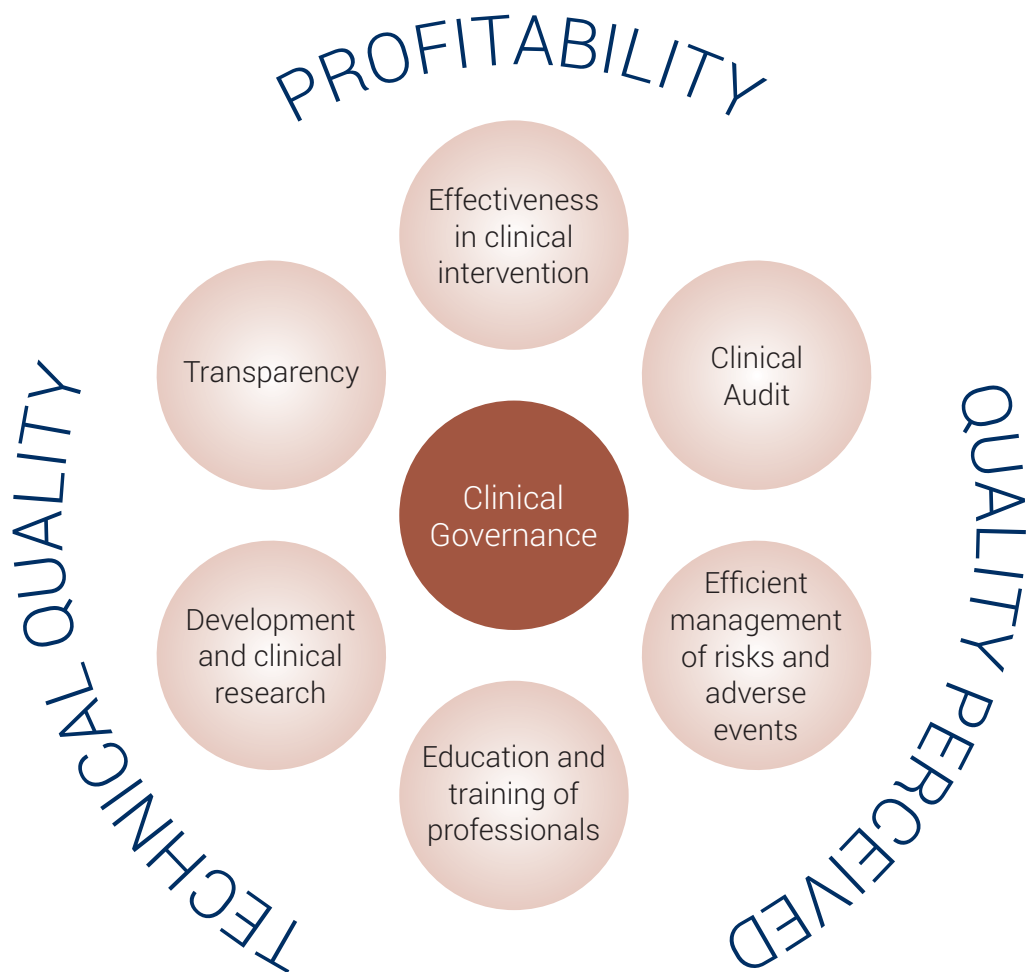 PROFITABILITY
Effectiveness
in clinical
intervention
Transparency
Clinical
Audit
TECHNICAL QUALITY
QUALITY PERCEIVED
Clinical
Governance
Development
and clinical
research
Efficient
management
of risks and
adverse
events
Education and
training of
professionals